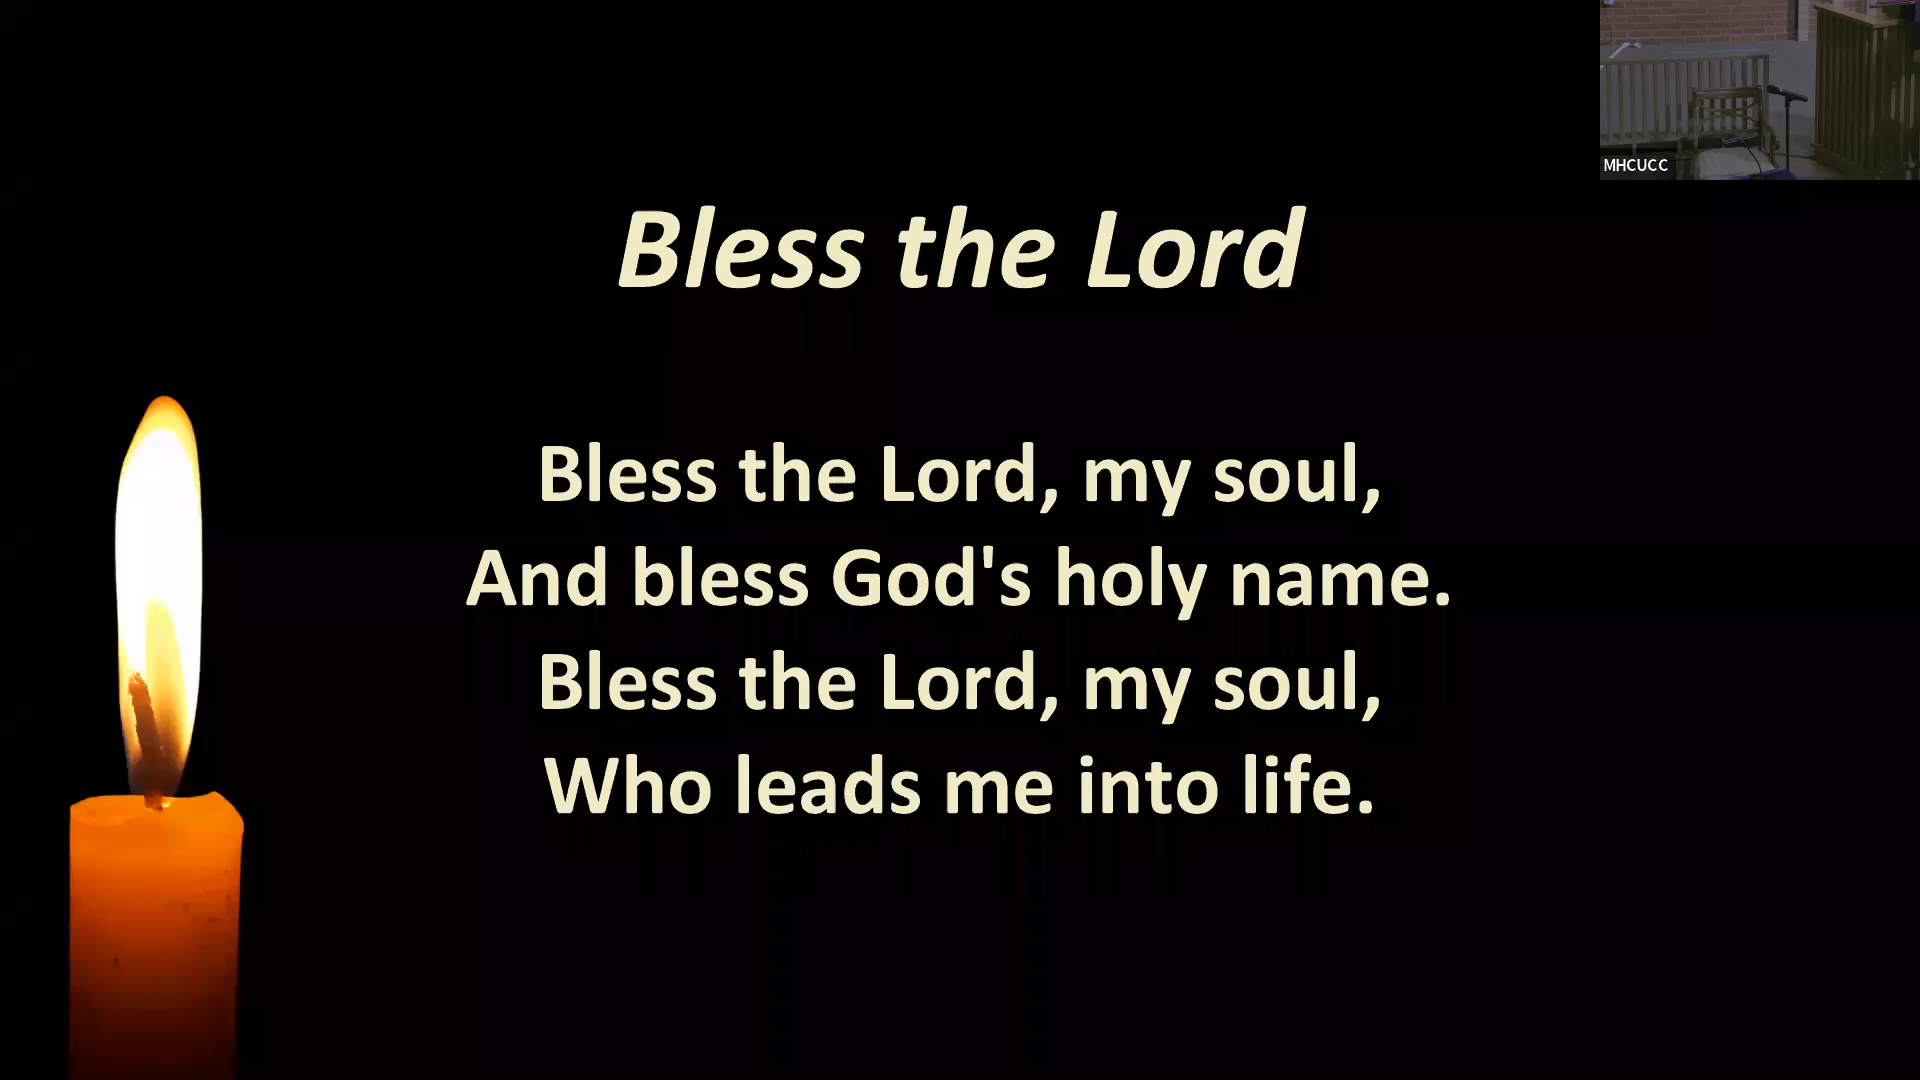 MHCUCC
Bless the Lord
Bless the Lord, my soul,
And bless God's holy name.
Bless the Lord, my soul,
Who leads me into life.